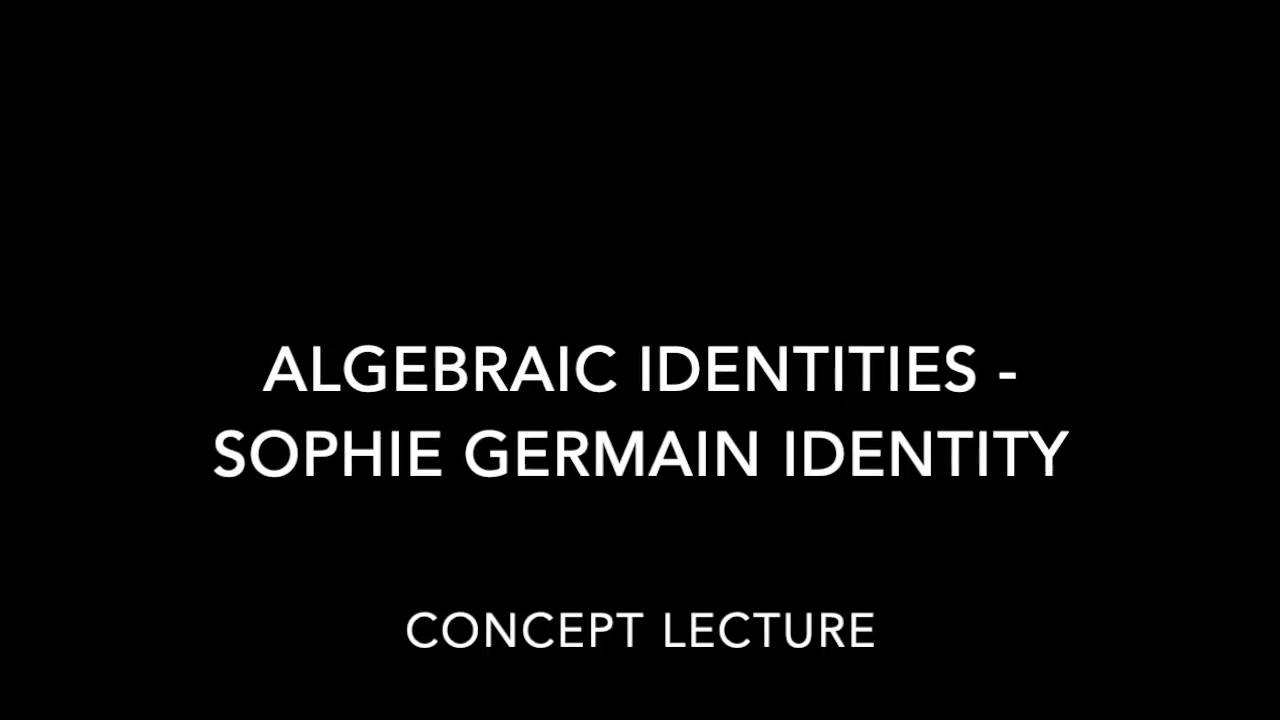 ALGEBRAIC IDENTITIES -
SOPHIE GERMAIN IDENTITY
CONCEPT LECTURE